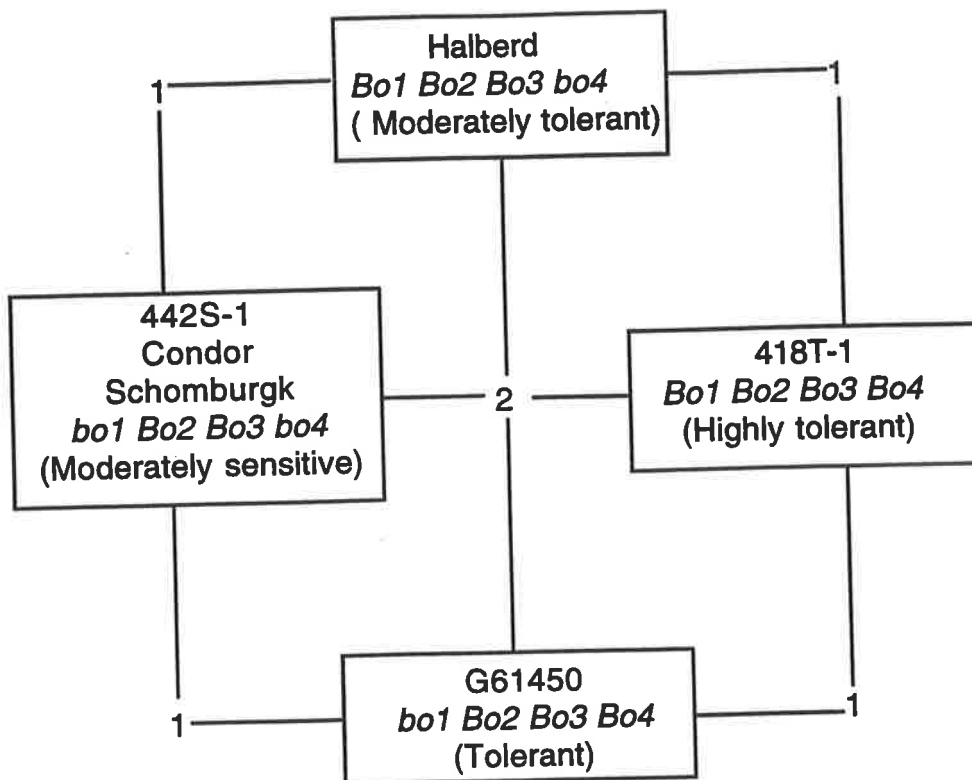 Halberd
Bo1 Bo2 Bo3 bo4
( Moderately tolerant)
1
1
442S-1
Condor
Schomburgk
bo1 Bo2 Bo3 bo4
(Moderately sensitive)
2
418T-1
Bo1 Bo2 Bo3 Bo4
(Highly tolerant)
G61450
bo1 Bo2 Bo3 Bo4
(Tolerant)
1
1